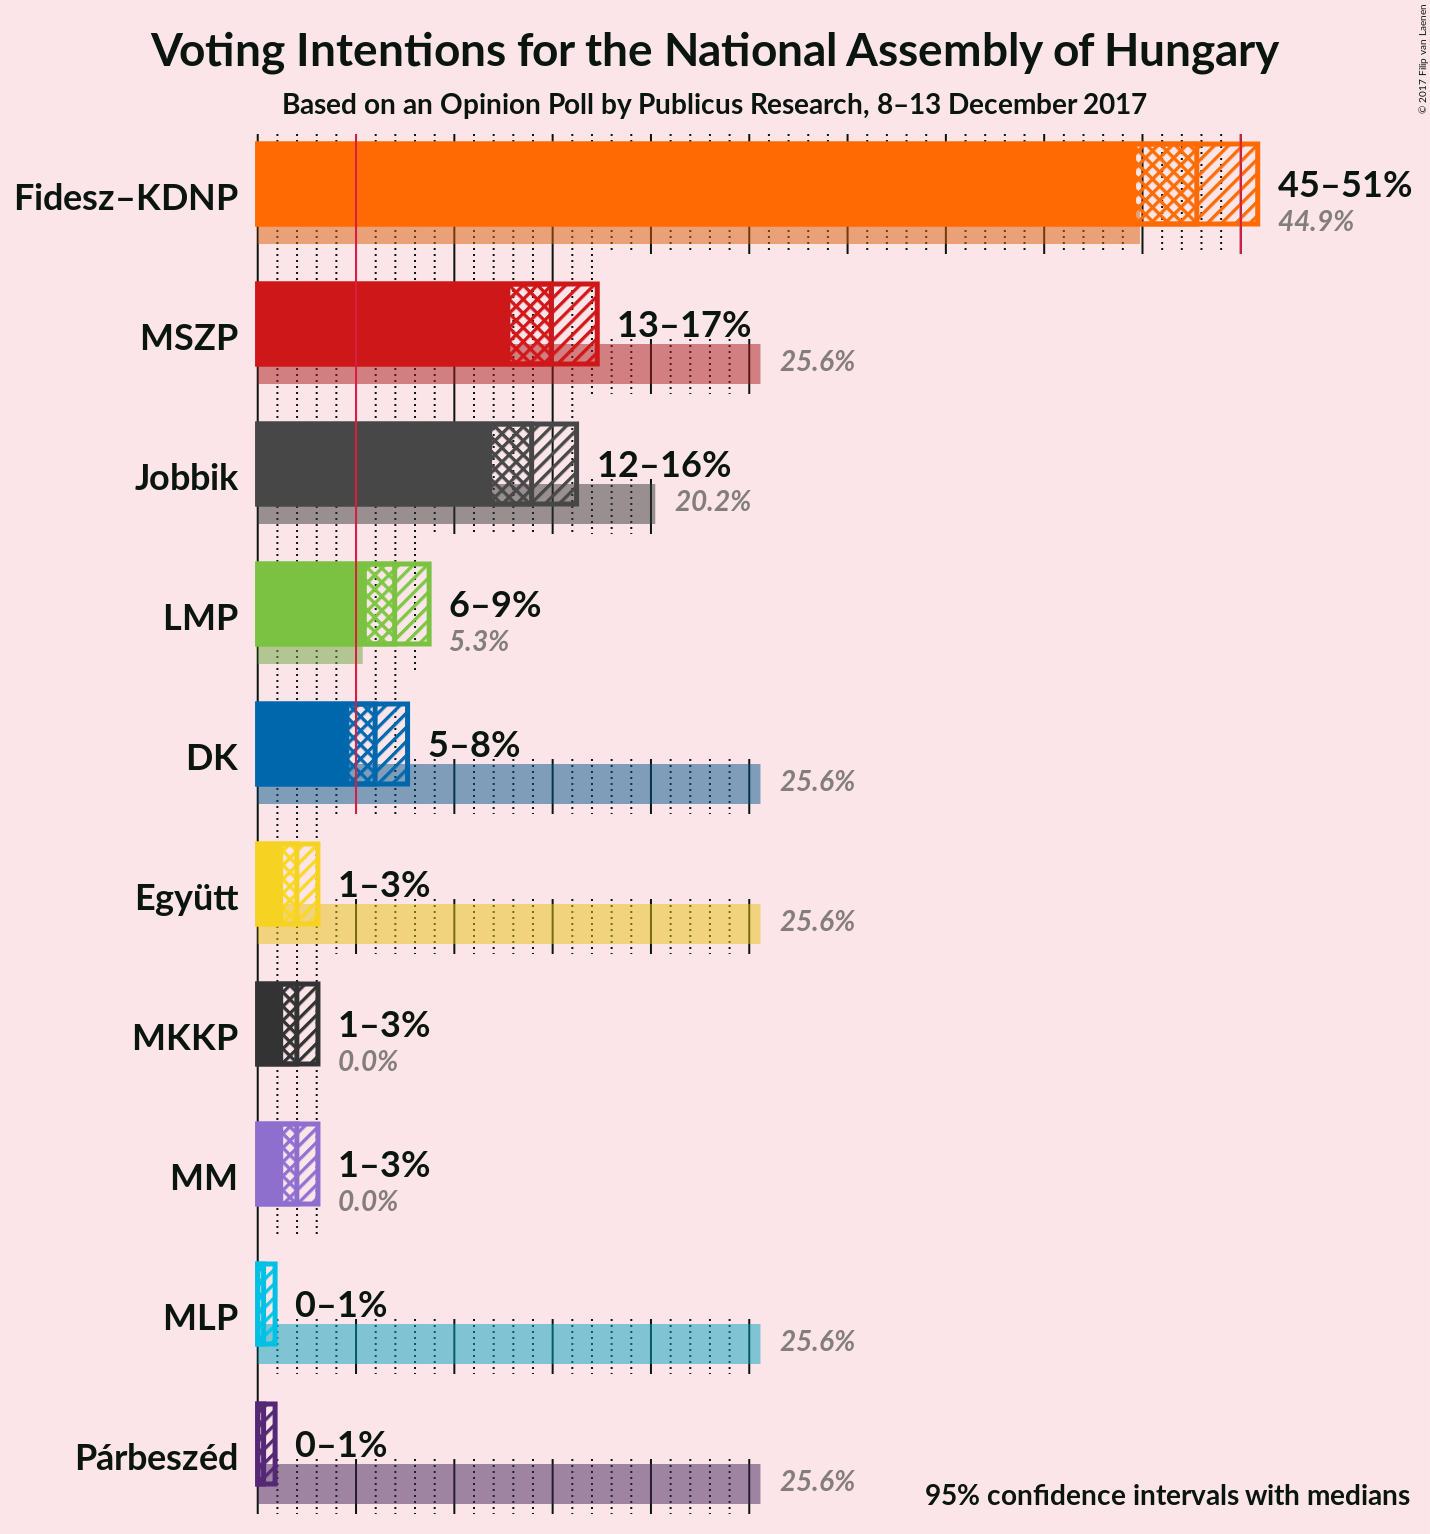 Voting Intentions for the National Assembly of Hungary
Based on an Opinion Poll by Publicus Research, 8–13 December 2017
© 2017 Filip van Laenen
Fidesz–KDNP
45–51%
44.9%
MSZP
13–17%
25.6%
Jobbik
12–16%
20.2%
LMP
6–9%
5.3%
DK
5–8%
25.6%
Együtt
1–3%
25.6%
MKKP
1–3%
0.0%
MM
1–3%
0.0%
MLP
0–1%
25.6%
Párbeszéd
0–1%
25.6%
95% confidence intervals with medians